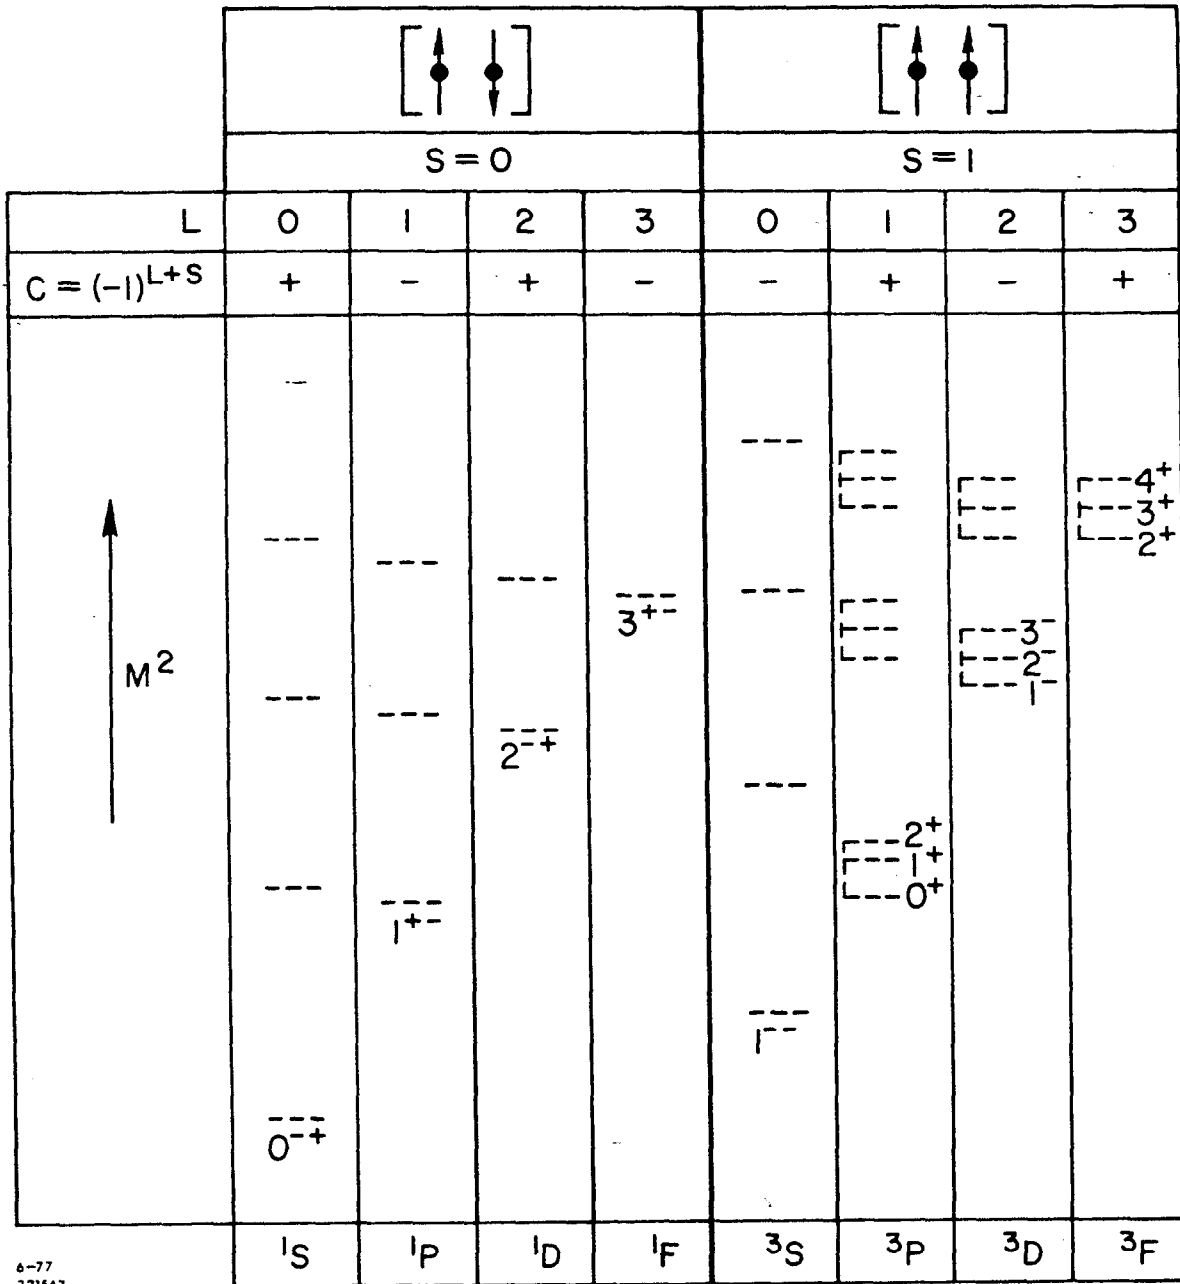 S = 0 S = 1
L 0 1 2 3 0 1 2 3
C = (-1)^{L+S} + - + - - + - +
4^+
3^+
2^+
3^{+-}
3^-
M^2 2^-
1^-
2^{-+}
2^+
1^+
0^+
1^{+-}
1^{--}
0^{-+}
^1S ^1P ^1D ^1F ^3S ^3P ^3D ^3F
6-77